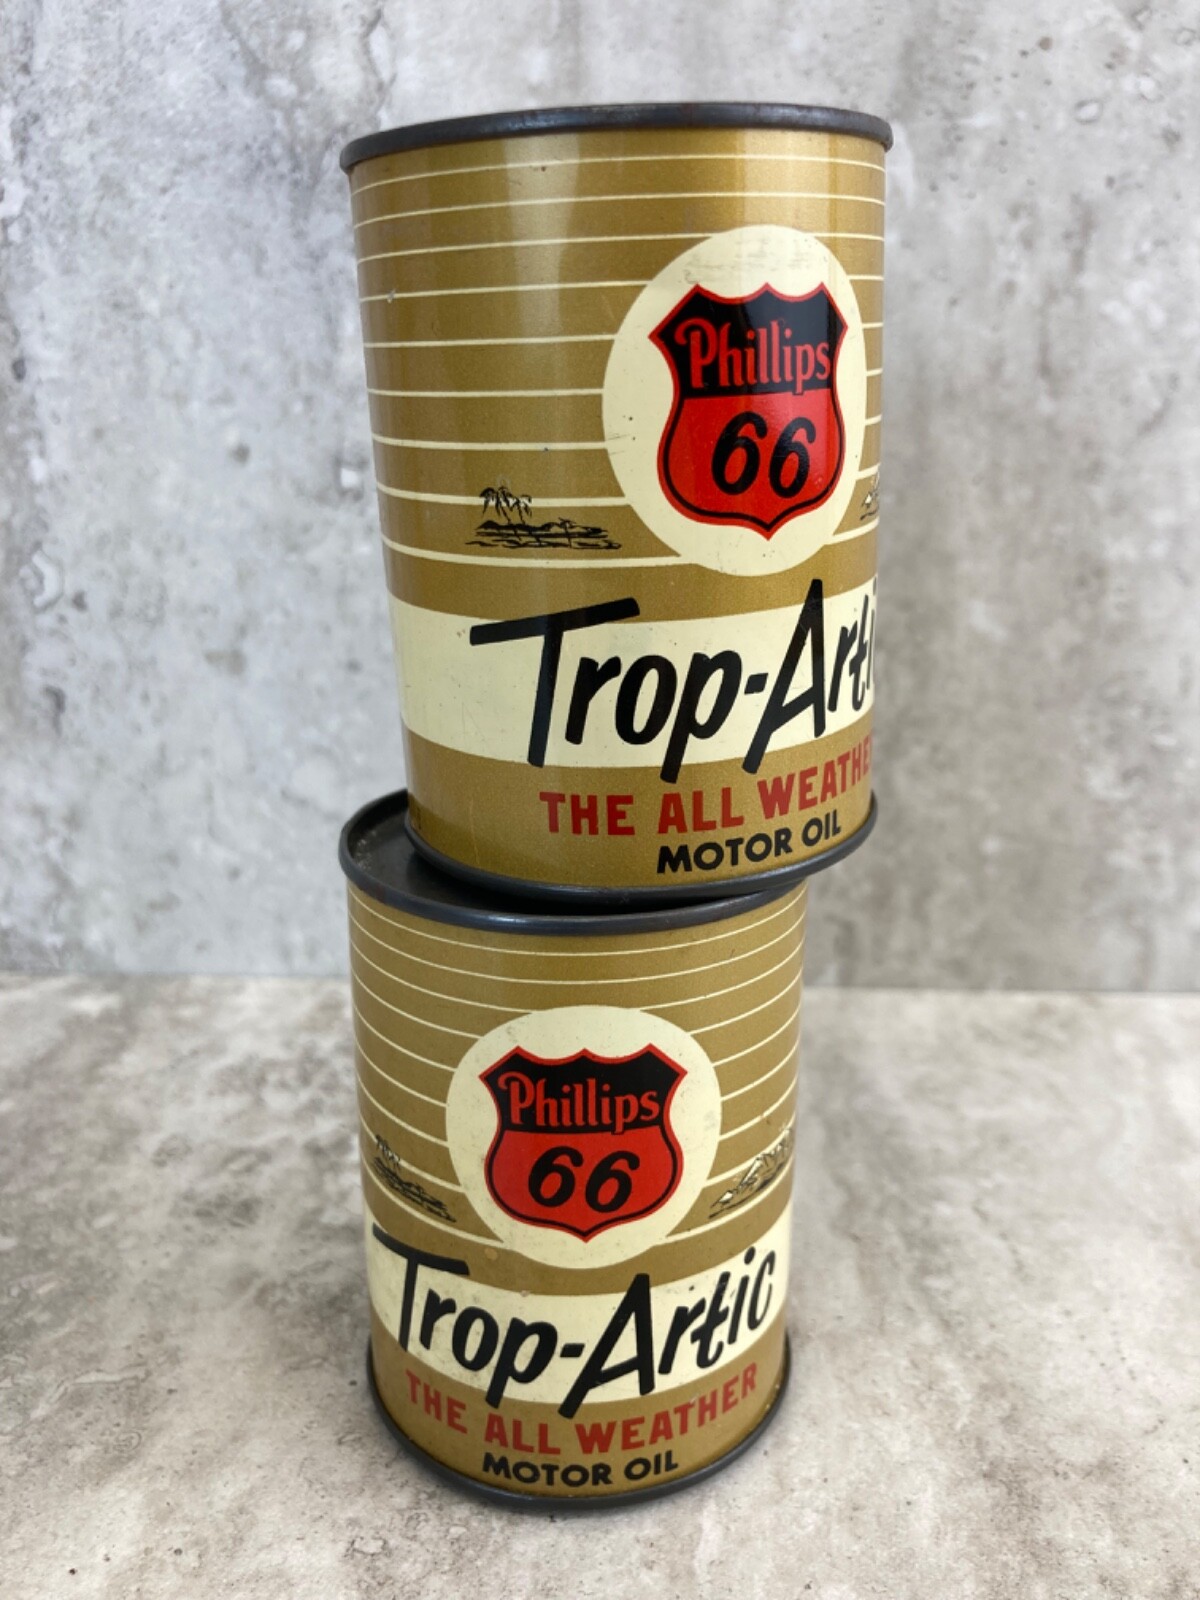 Phillips
66
Trop-Arti
THE ALL WEATHE
MOTOR OIL
Phillips
66
Trop-Artic
THE ALL WEATHER
MOTOR OIL